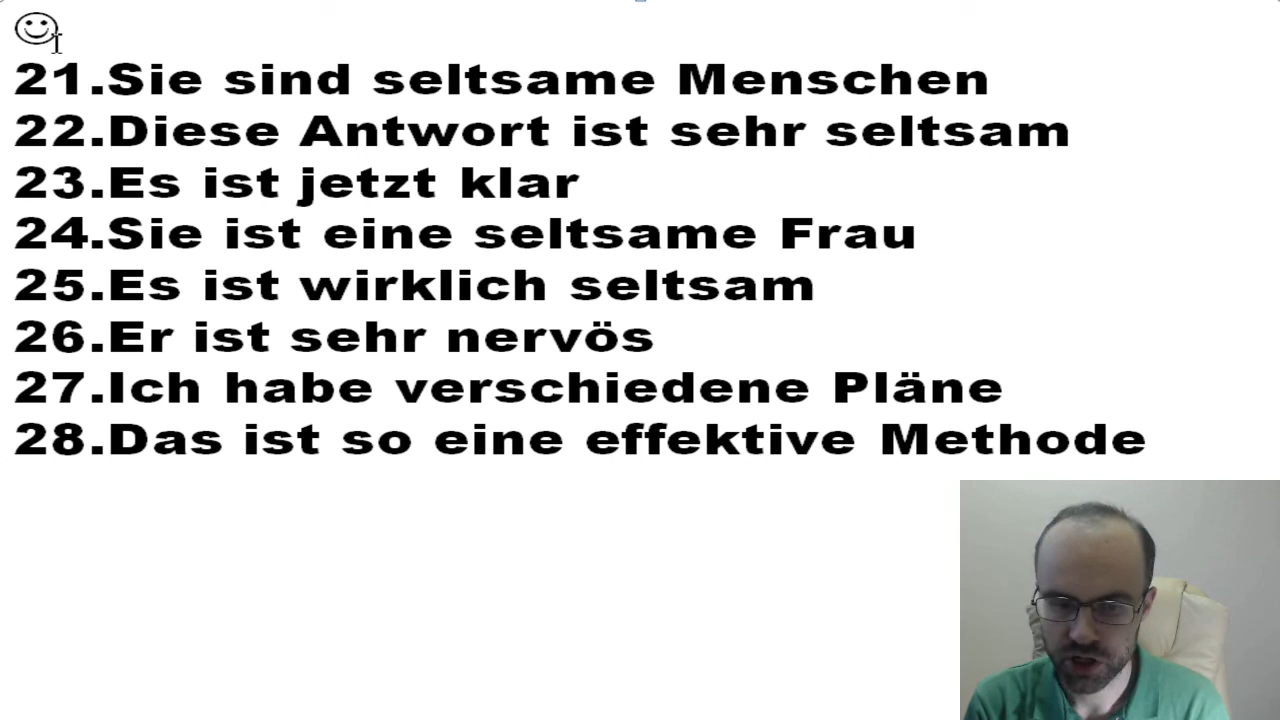 21.Sie sind seltsame Menschen
22.Diese Antwort ist sehr seltsam
23.Es ist jetzt klar
24.Sie ist eine seltsame Frau
25.Es ist wirklich seltsam
26.Er ist sehr nervös
27.Ich habe verschiedene Pläne
28.Das ist so eine effektive Methode